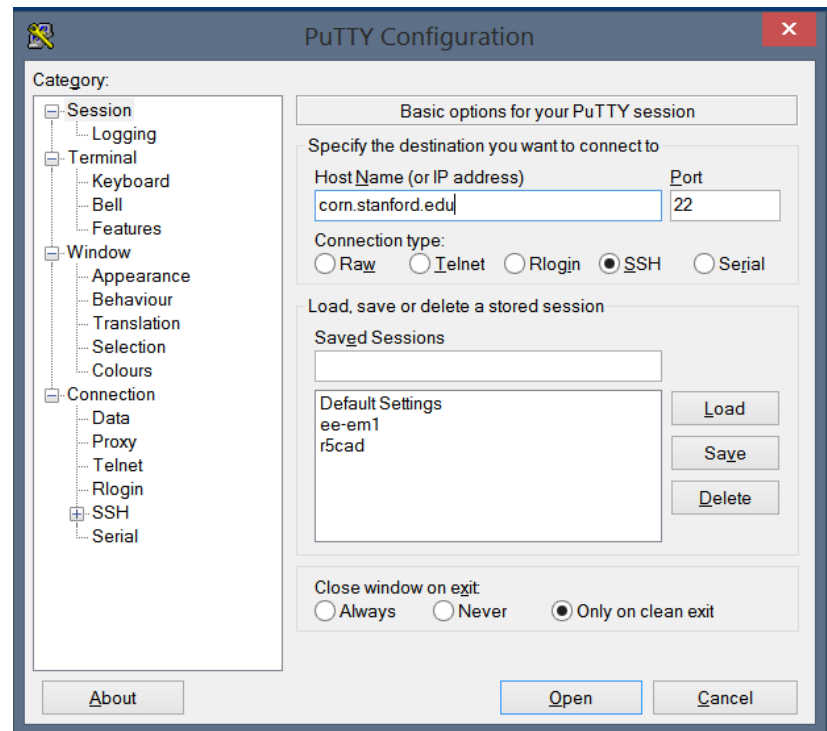 PuTTY Configuration
Category:
Session
Logging
Terminal
Keyboard
Bell
Features
Window
Appearance
Behaviour
Translation
Selection
Colours
Connection
Data
Proxy
Telnet
Rlogin
SSH
Serial
Basic options for your PuTTY session
Specify the destination you want to connect to
Host Name (or IP address) Port
corn.stanford.edu 22
Connection type:
Raw Telnet Rlogin SSH Serial
Load, save or delete a stored session
Saved Sessions
Default Settings
ee-em1
r5cad
Load
Save
Delete
Close window on exit:
Always Never Only on clean exit
About Open Cancel